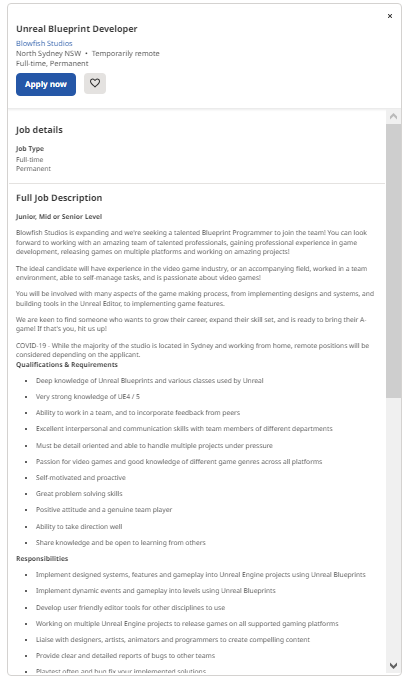 ×
Unreal Blueprint Developer
Blowfish Studios
North Sydney NSW • Temporarily remote
Full-time, Permanent
Apply now
Job details
Job Type
Full-time
Permanent
Full Job Description
Junior, Mid or Senior Level
Blowfish Studios is expanding and we're seeking a talented Blueprint Programmer to join the team! You can look
forward to working with an amazing team of talented professionals, gaining professional experience in game
development, releasing games on multiple platforms and working on amazing projects!
The ideal candidate will have experience in the video game industry, or an accompanying field, worked in a team
environment, able to self-manage tasks, and is passionate about video games!
You will be involved with many aspects of the game making process, from implementing designs and systems, and
building tools in the Unreal Editor, to implementing game features.
We are keen to find someone who wants to grow their career, expand their skill set, and is ready to bring their A-
game! If that's you, hit us up!
COVID-19 - While the majority of the studio is located in Sydney and working from home, remote positions will be
considered depending on the applicant.
Qualifications & Requirements
• Deep knowledge of Unreal Blueprints and various classes used by Unreal
• Very strong knowledge of UE4 / 5
• Ability to work in a team, and to incorporate feedback from peers
• Excellent interpersonal and communication skills with team members of different departments
• Must be detail oriented and able to handle multiple projects under pressure
• Passion for video games and good knowledge of different game genres across all platforms
• Self-motivated and proactive
• Great problem solving skills
• Positive attitude and a genuine team player
• Ability to take direction well
• Share knowledge and be open to learning from others
Responsibilities
• Implement designed systems, features and gameplay into Unreal Engine projects using Unreal Blueprints
• Implement dynamic events and gameplay into levels using Unreal Blueprints
• Develop user friendly editor tools for other disciplines to use
• Working on multiple Unreal Engine projects to release games on all supported gaming platforms
• Liaise with designers, artists, animators and programmers to create compelling content
• Provide clear and detailed reports of bugs to other teams
• Playtest often and bug fix your implemented solutions